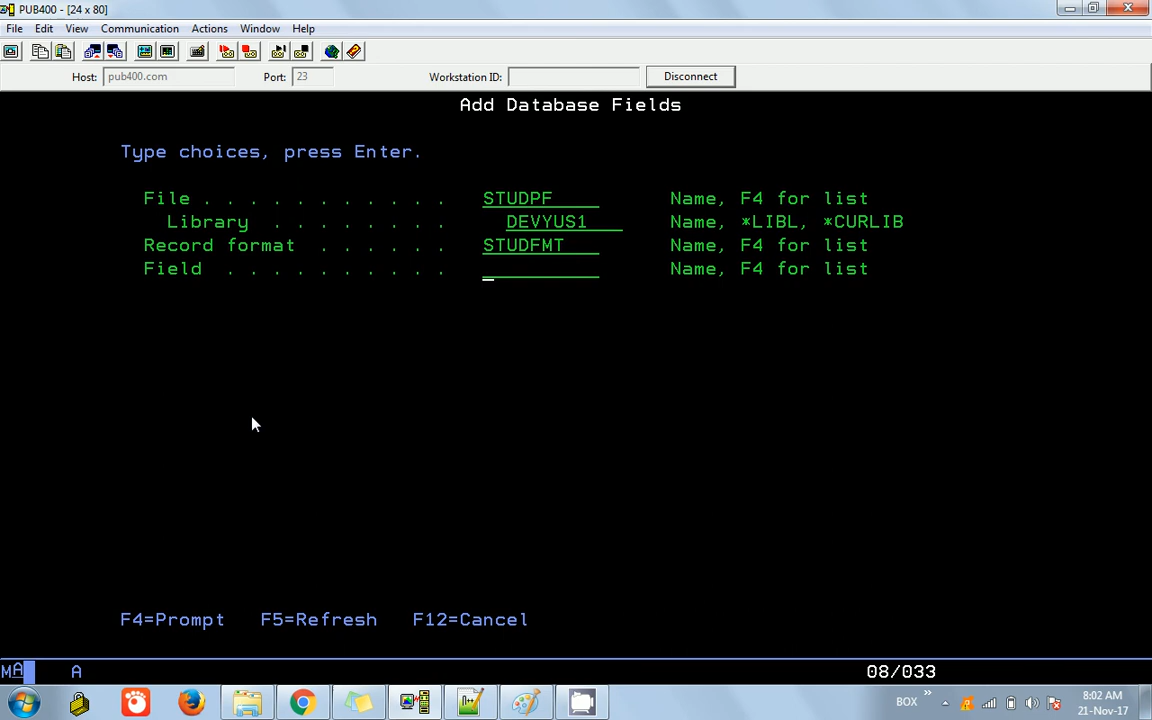 PUB400 - [24 x 80]
File Edit View Communication Actions Window Help
Host: pub400.com Port: 23 Workstation ID: Disconnect
Add Database Fields
Type choices, press Enter.
File . . . . . . . . . . . STUDPF Name, F4 for list
Library . . . . . . . . DEVYUS1 Name, *LIBL, *CURLIB
Record format . . . . . . STUDFMT Name, F4 for list
Field . . . . . . . . . . Name, F4 for list
F4=Prompt F5=Refresh F12=Cancel
MA A 08/033
BOX 8:02 AM
21-Nov-17